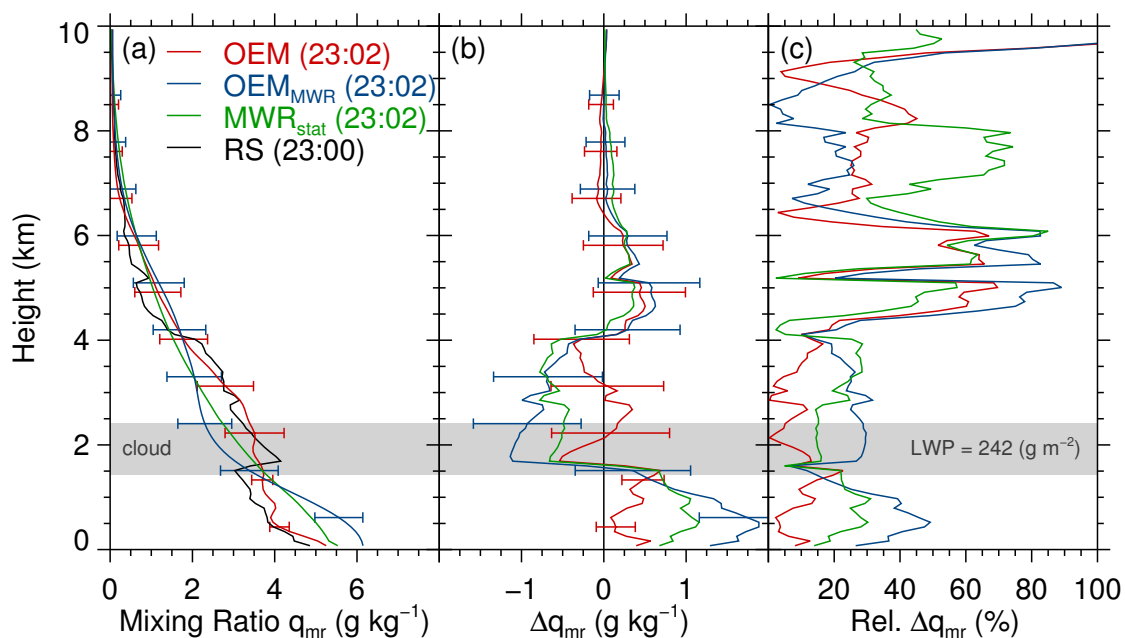 (a)
OEM (23:02)
OEM_MWR (23:02)
MWR_stat (23:02)
RS (23:00)
(b)
(c)
10
8
6
4
2
0
Height (km)
cloud
LWP = 242 (g m⁻²)
0 2 4 6
−1 0 1
20 40 60 80 100
Mixing Ratio q_mr (g kg⁻¹)
Δq_mr (g kg⁻¹)
Rel. Δq_mr (%)